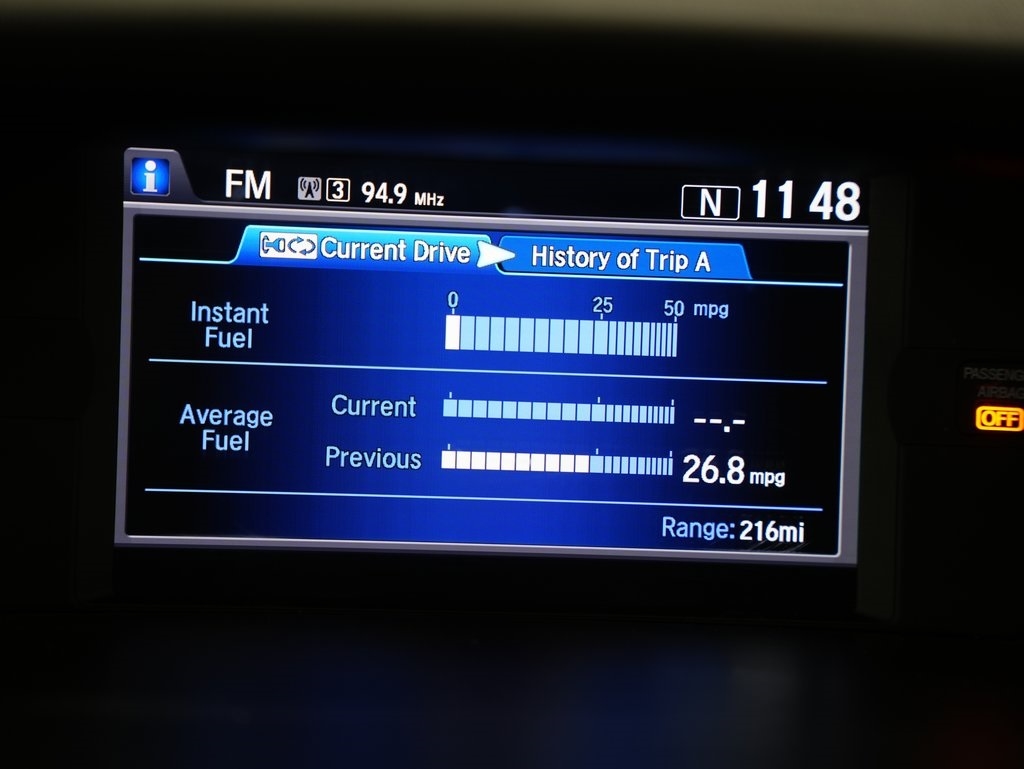 i FM 3 94.9 MHz N 11 48
Current Drive History of Trip A
0 25 50 mpg
Instant
Fuel
Average
Fuel
Current --.-
Previous 26.8 mpg
Range: 216mi
PASSENG
AIRBAG
OFF